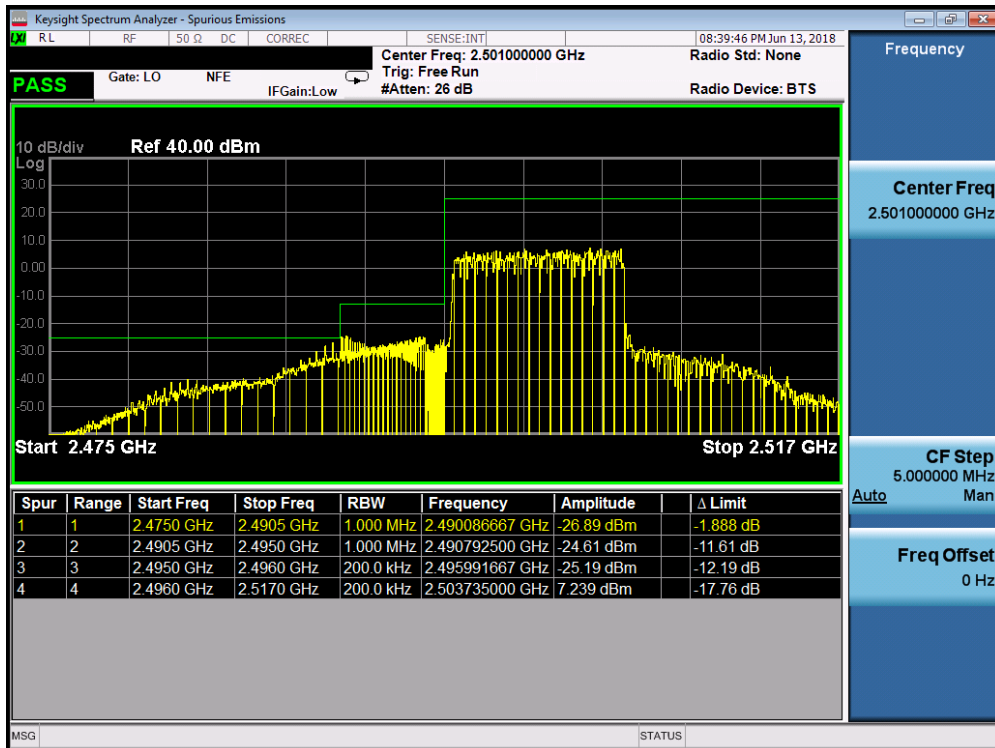 Keysight Spectrum Analyzer - Spurious Emissions
LXI RL RF 50 Ω DC CORREC SENSE:INT 08:39:46 PM Jun 13, 2018
Center Freq: 2.501000000 GHz Radio Std: None
PASS Gate: LO NFE Trig: Free Run
IFGain:Low #Atten: 26 dB Radio Device: BTS
10 dB/div Ref 40.00 dBm
Log
30.0
20.0
10.0
0.00
-10.0
-20.0
-30.0
-40.0
-50.0
Start 2.475 GHz Stop 2.517 GHz
Spur Range Start Freq Stop Freq RBW Frequency Amplitude Δ Limit
1 1 2.4750 GHz 2.4905 GHz 1.000 MHz 2.490086667 GHz -26.89 dBm -1.888 dB
2 2 2.4905 GHz 2.4950 GHz 1.000 MHz 2.490792500 GHz -24.61 dBm -11.61 dB
3 3 2.4950 GHz 2.4960 GHz 200.0 kHz 2.495991667 GHz -25.19 dBm -12.19 dB
4 4 2.4960 GHz 2.5170 GHz 200.0 kHz 2.503735000 GHz 7.239 dBm -17.76 dB
Frequency
Center Freq
2.501000000 GHz
CF Step
5.000000 MHz
Auto Man
Freq Offset
0 Hz
MSG STATUS